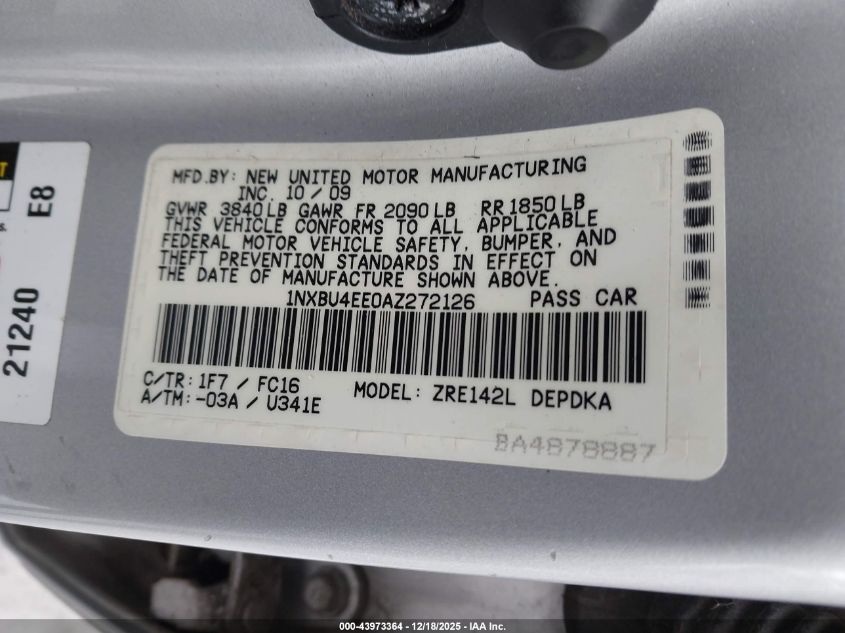 T
s.
E8
21240
MFD.BY: NEW UNITED MOTOR MANUFACTURING
INC. 10 / 09
GVWR 3840 LB GAWR FR 2090 LB RR 1850 LB
THIS VEHICLE CONFORMS TO ALL APPLICABLE
FEDERAL MOTOR VEHICLE SAFETY, BUMPER, AND
THEFT PREVENTION STANDARDS IN EFFECT ON
THE DATE OF MANUFACTURE SHOWN ABOVE.
1NXBU4EE0AZ272126 PASS CAR
C/TR: 1F7 / FC16
A/TM: -03A / U341E
MODEL: ZRE142L DEPDKA
BA4878887
000-43973364 - 12/18/2025 - IAA Inc.